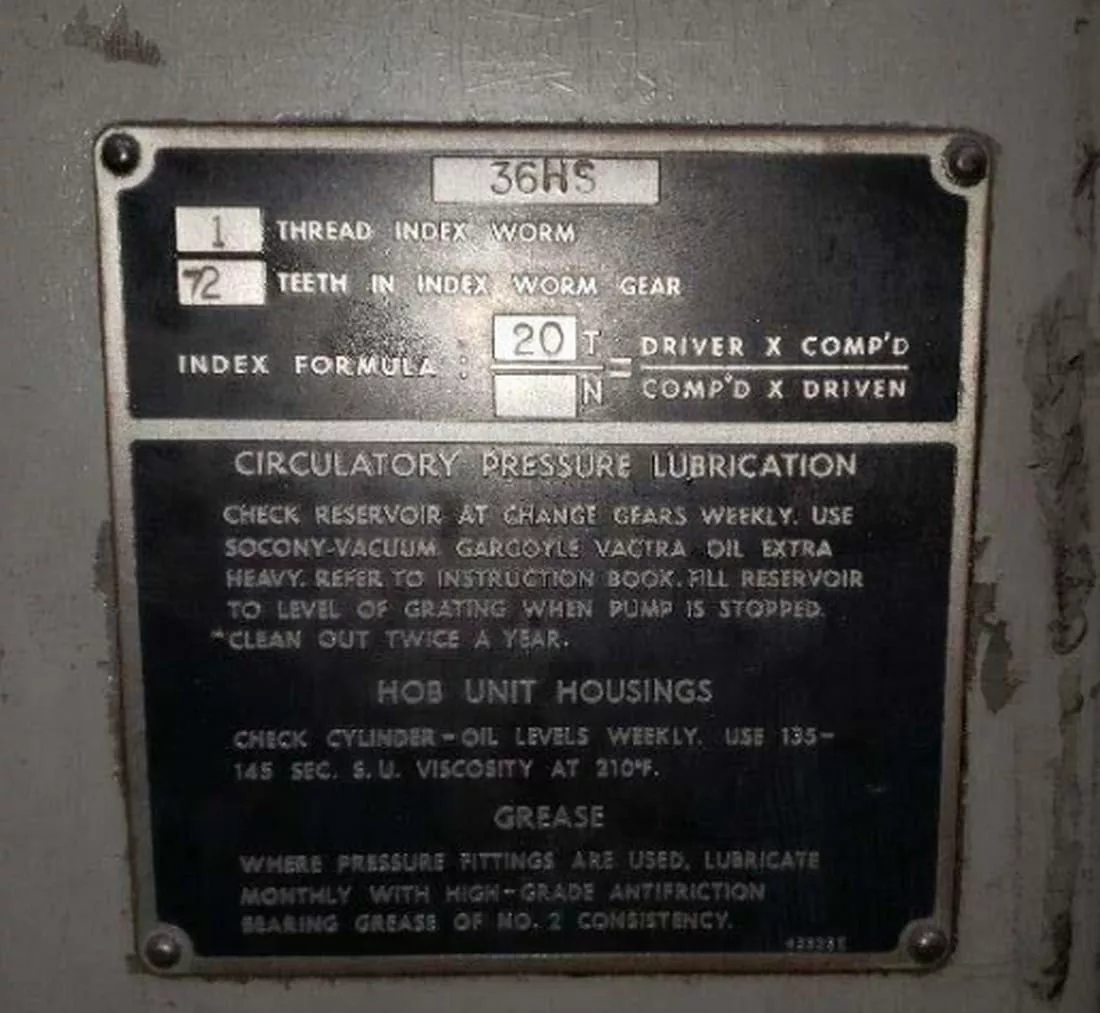 36HS
1 THREAD INDEX WORM
72 TEETH IN INDEX WORM GEAR
INDEX FORMULA : 20 T / N = DRIVER X COMP'D / COMP'D X DRIVEN
CIRCULATORY PRESSURE LUBRICATION
CHECK RESERVOIR AT CHANGE GEARS WEEKLY. USE
SOCONY-VACUUM GARGOYLE VACTRA OIL EXTRA
HEAVY. REFER TO INSTRUCTION BOOK. FILL RESERVOIR
TO LEVEL OF GRATING WHEN PUMP IS STOPPED.
*CLEAN OUT TWICE A YEAR.
HOB UNIT HOUSINGS
CHECK CYLINDER-OIL LEVELS WEEKLY. USE 135-
145 SEC. S.U. VISCOSITY AT 210°F.
GREASE
WHERE PRESSURE FITTINGS ARE USED, LUBRICATE
MONTHLY WITH HIGH-GRADE ANTIFRICTION
BEARING GREASE OF NO. 2 CONSISTENCY.